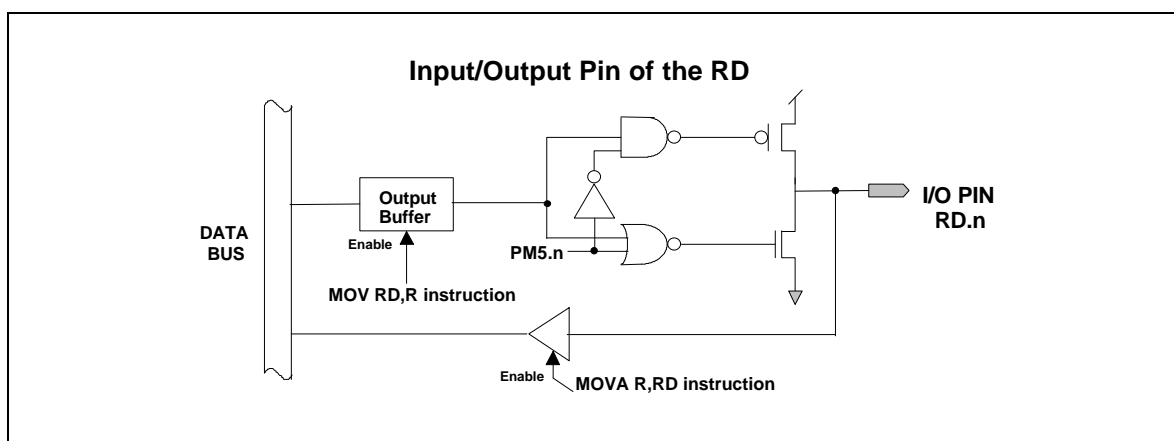 Input/Output Pin of the RD
Output
Buffer
Enable
DATA
BUS
PM5.n
I/O PIN
RD.n
MOV RD,R instruction
Enable
MOVA R,RD instruction